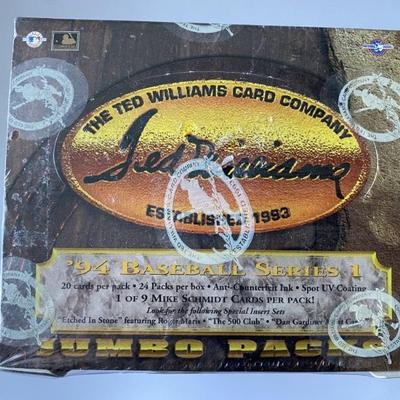 THE TED WILLIAMS CARD COMPANY
Ted Williams
ESTABLISHED 1993
'94 BASEBALL SERIES 1
20 cards per pack • 24 Packs per box • Anti-Counterfeit Ink • Spot UV Coating
1 OF 9 MIKE SCHMIDT CARDS PER PACK!
Look for the following Special Insert Sets
"Etched In Stone" featuring Roger Maris • "The 500 Club" • "Dan Gardiner
JUMBO PACKS